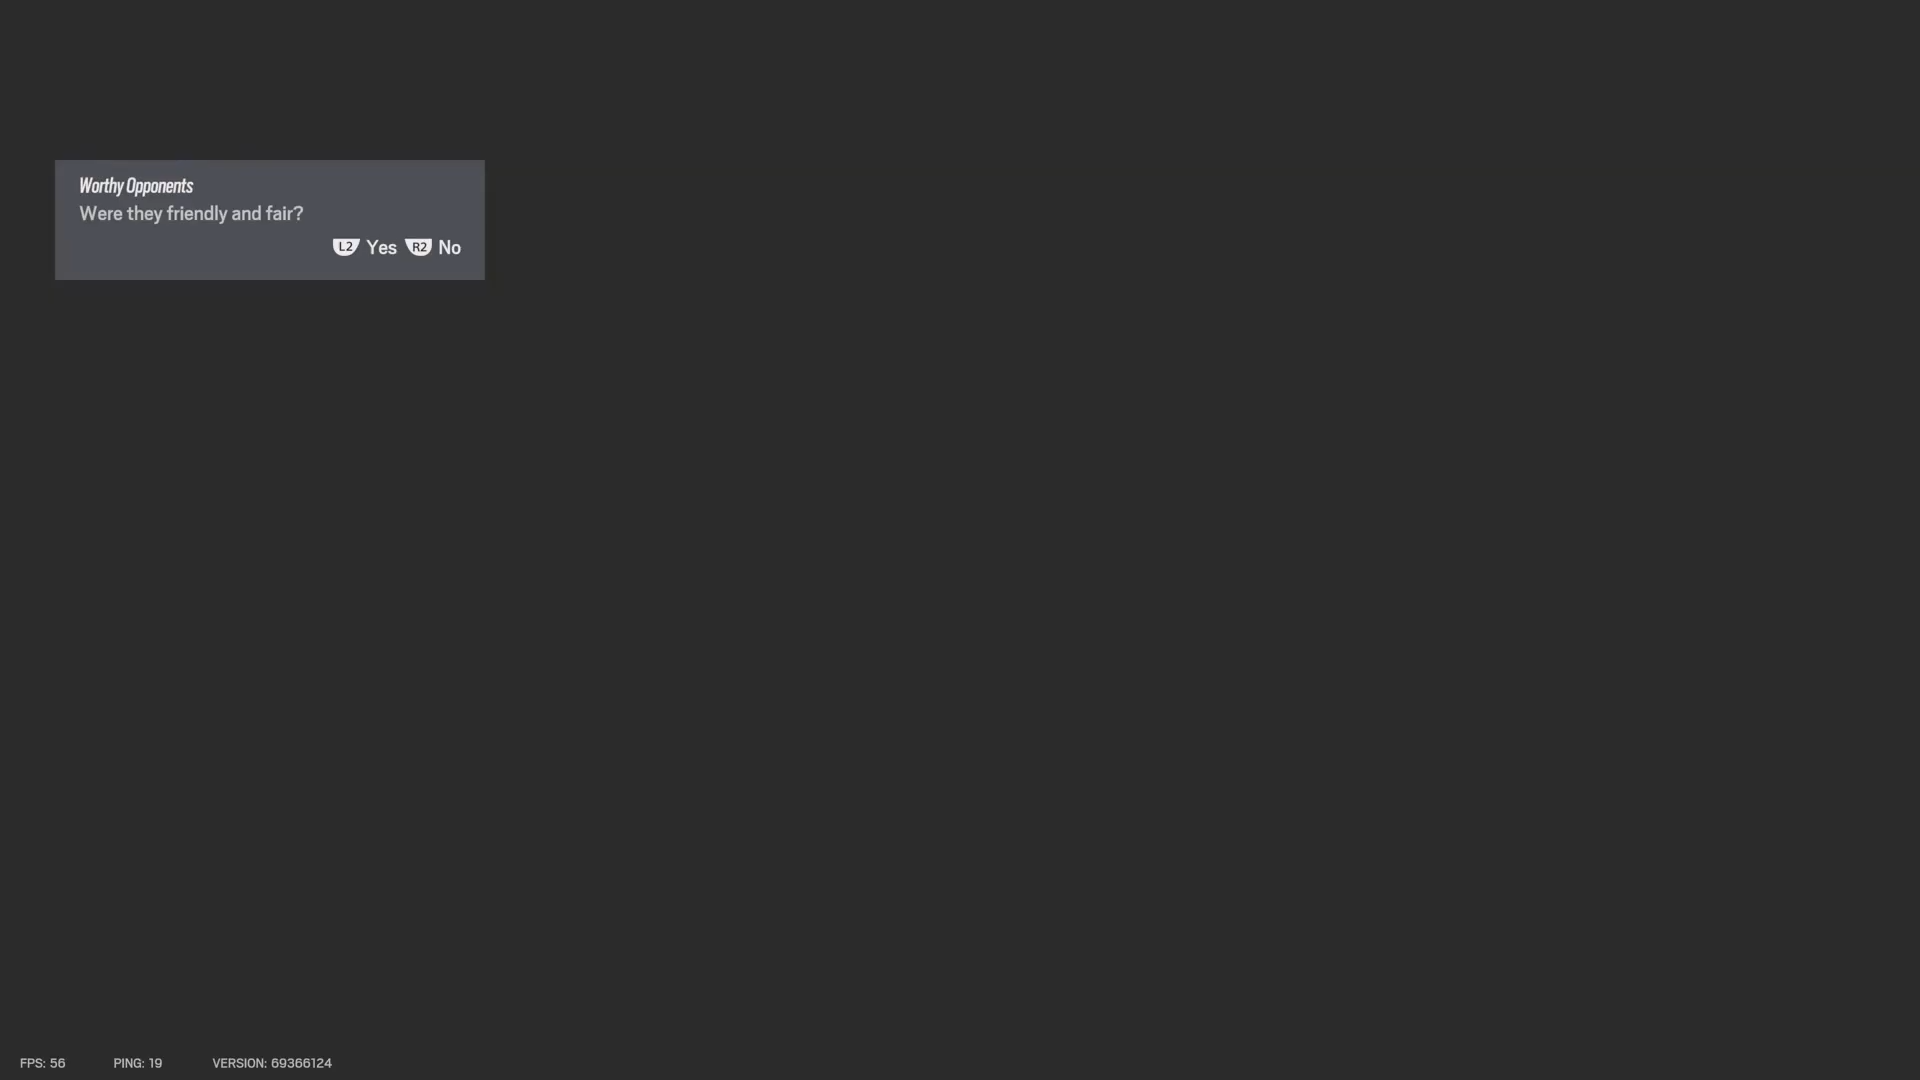 Worthy Opponents
Were they friendly and fair?
L2 Yes R2 No
FPS: 56 PING: 19 VERSION: 69366124